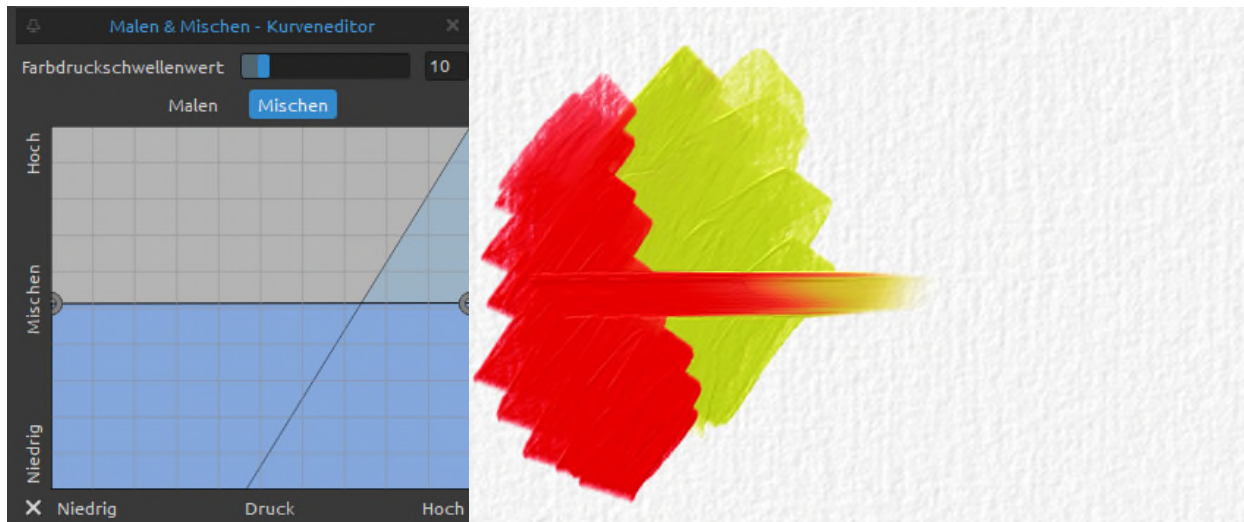 Malen & Mischen - Kurveneditor
Farbdruckschwellenwert 10
Malen Mischen
Hoch
Mischen
Niedrig
Niedrig Druck Hoch